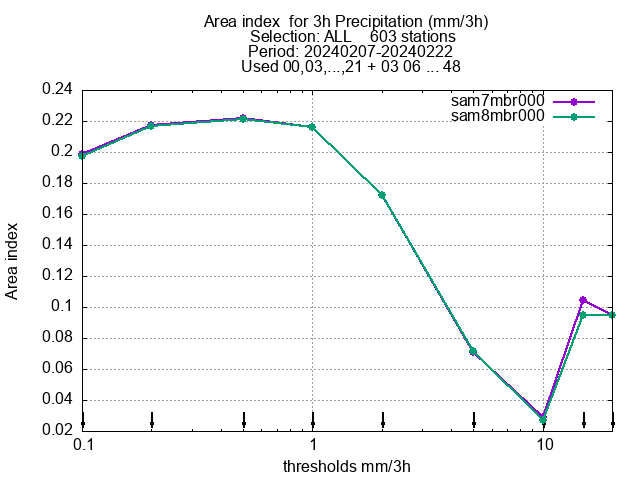 Area index  for 3h Precipitation (mm/3h)
Selection: ALL    603 stations
Period: 20240207-20240222
Used 00,03,...,21 + 03 06 ... 48
sam7mbr000
sam8mbr000
0.24
0.22
0.2
0.18
0.16
0.14
0.12
0.1
0.08
0.06
0.04
0.02
Area index
0.1
1
10
thresholds mm/3h